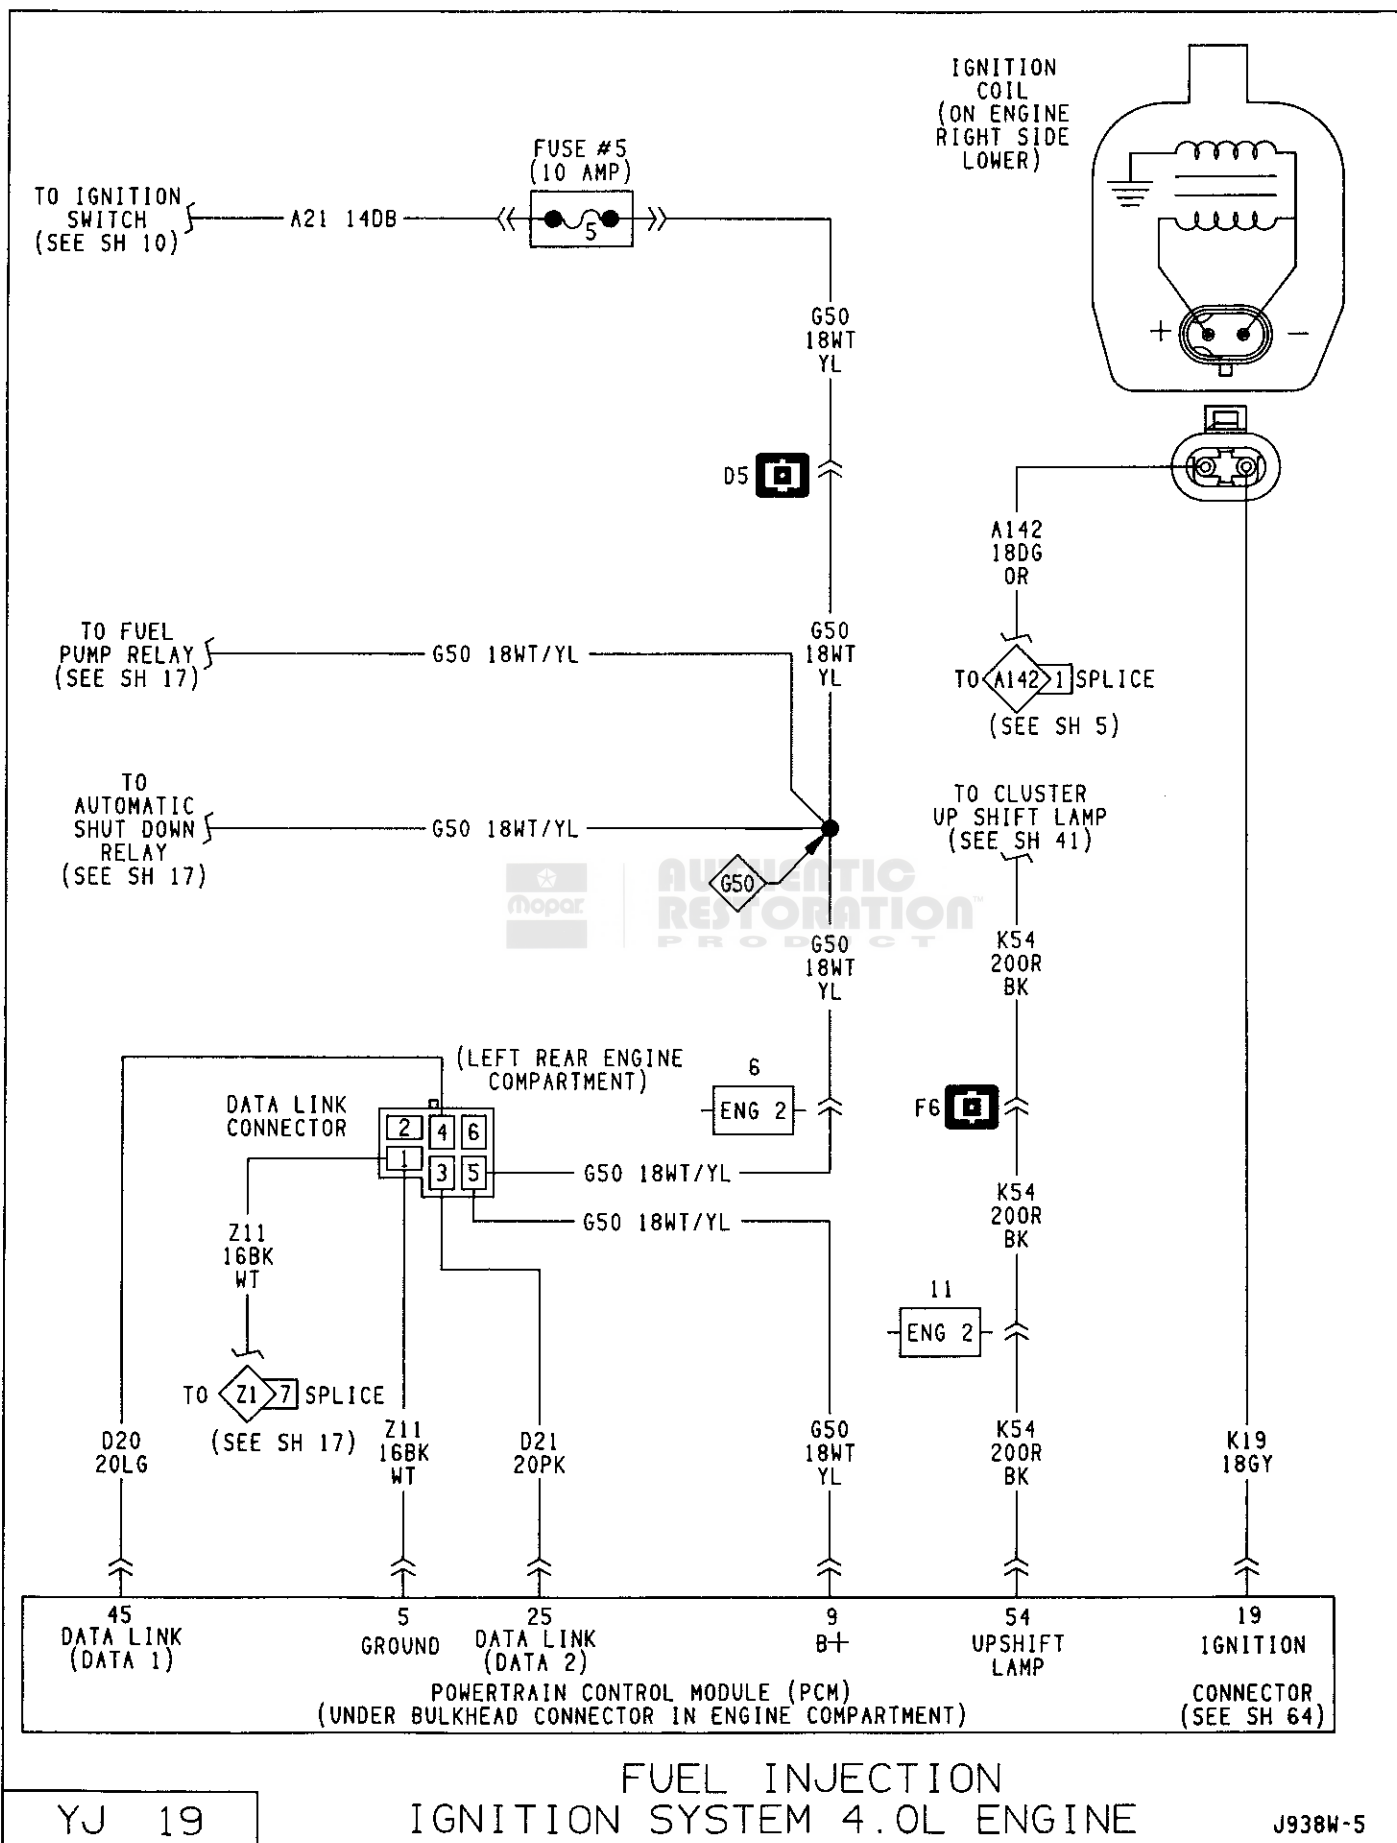 IGNITION
COIL
(ON ENGINE
RIGHT SIDE
LOWER)
FUSE #5
(10 AMP)
TO IGNITION
SWITCH
(SEE SH 10)
A21 14DB
5
G50
18WT
YL
+
-
D5
A142
18DG
OR
TO FUEL
PUMP RELAY
(SEE SH 17)
G50 18WT/YL
G50
18WT
YL
TO A142 1 SPLICE
(SEE SH 5)
TO
AUTOMATIC
SHUT DOWN
RELAY
(SEE SH 17)
G50 18WT/YL
G50
TO CLUSTER
UP SHIFT LAMP
(SEE SH 41)
Mopar
AUTHENTIC
RESTORATION™
PRODUCT
G50
18WT
YL
K54
20OR
BK
(LEFT REAR ENGINE
COMPARTMENT)
DATA LINK
CONNECTOR
2 4 6
1 3 5
6
ENG 2
F6
G50 18WT/YL
G50 18WT/YL
K54
20OR
BK
Z11
16BK
WT
11
ENG 2
TO Z1 7 SPLICE
(SEE SH 17)
D20
20LG
Z11
16BK
WT
D21
20PK
G50
18WT
YL
K54
20OR
BK
K19
18GY
45
DATA LINK
(DATA 1)
5
GROUND
25
DATA LINK
(DATA 2)
9
B+
54
UPSHIFT
LAMP
19
IGNITION
POWERTRAIN CONTROL MODULE (PCM)
(UNDER BULKHEAD CONNECTOR IN ENGINE COMPARTMENT)
CONNECTOR
(SEE SH 64)
FUEL INJECTION
IGNITION SYSTEM 4.0L ENGINE
YJ 19
J938W-5